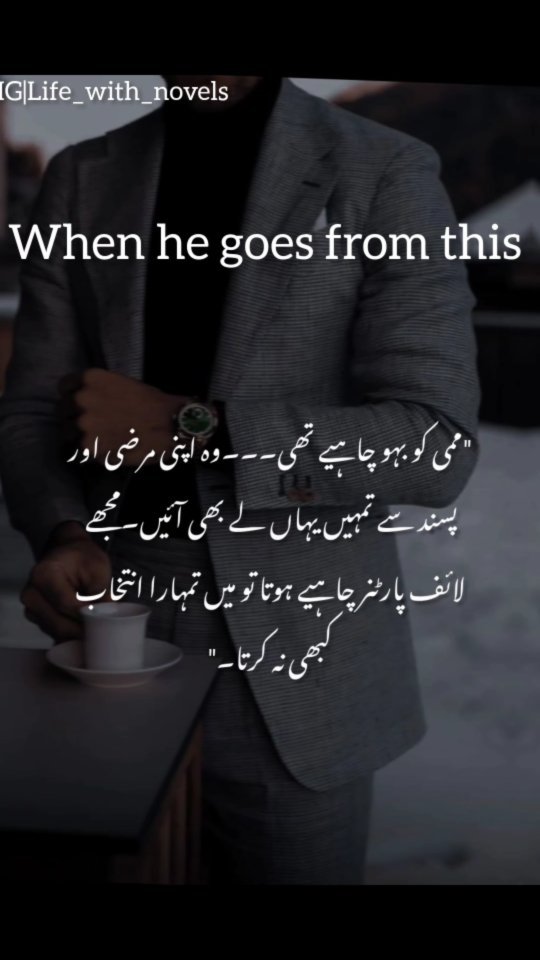 IG|Life_with_novels
When he goes from this
"ممی کو بہو چاہیے تھی۔۔۔وہ اپنی مرضی اور
پسند سے تمہیں یہاں لے بھی آئیں۔مجھے
لائف پارٹنر چاہیے ہوتا تو میں تمہارا انتخاب
کبھی نہ کرتا۔"